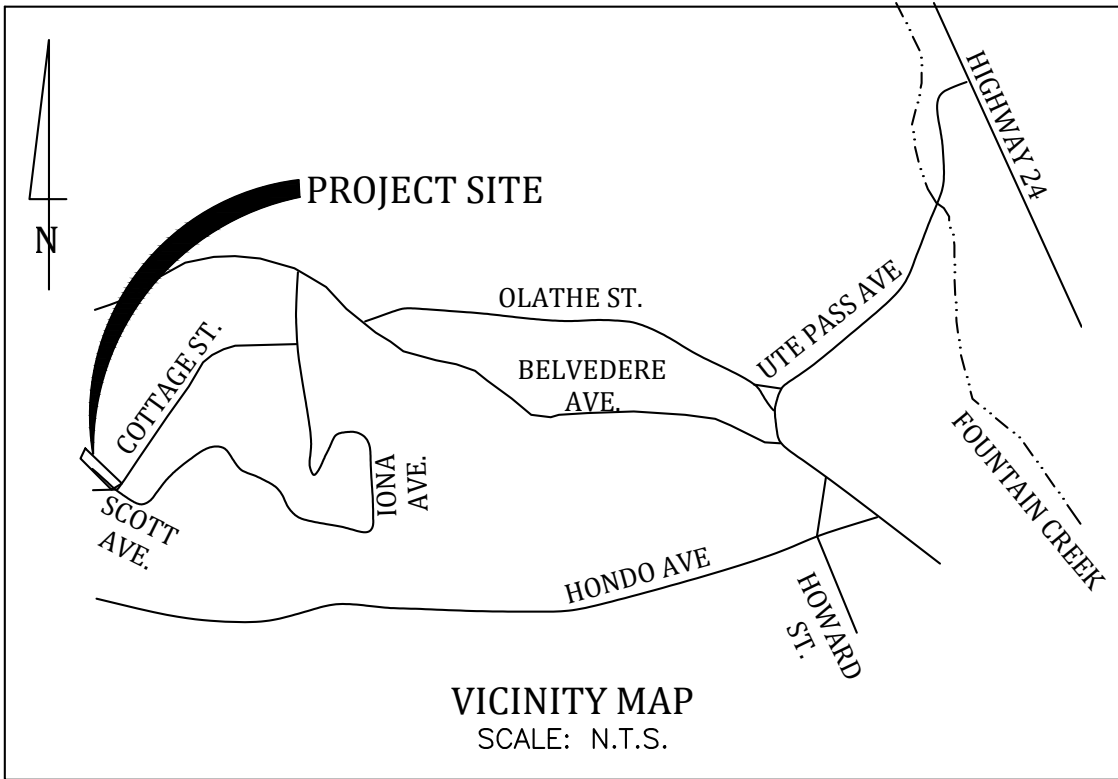 HIGHWAY 24
PROJECT SITE
N
OLATHE ST.
UTE PASS AVE
COTTAGE ST.
BELVEDERE
AVE.
IONA
AVE.
FOUNTAIN CREEK
SCOTT
AVE.
HONDO AVE
HOWARD
ST.
VICINITY MAP
SCALE: N.T.S.